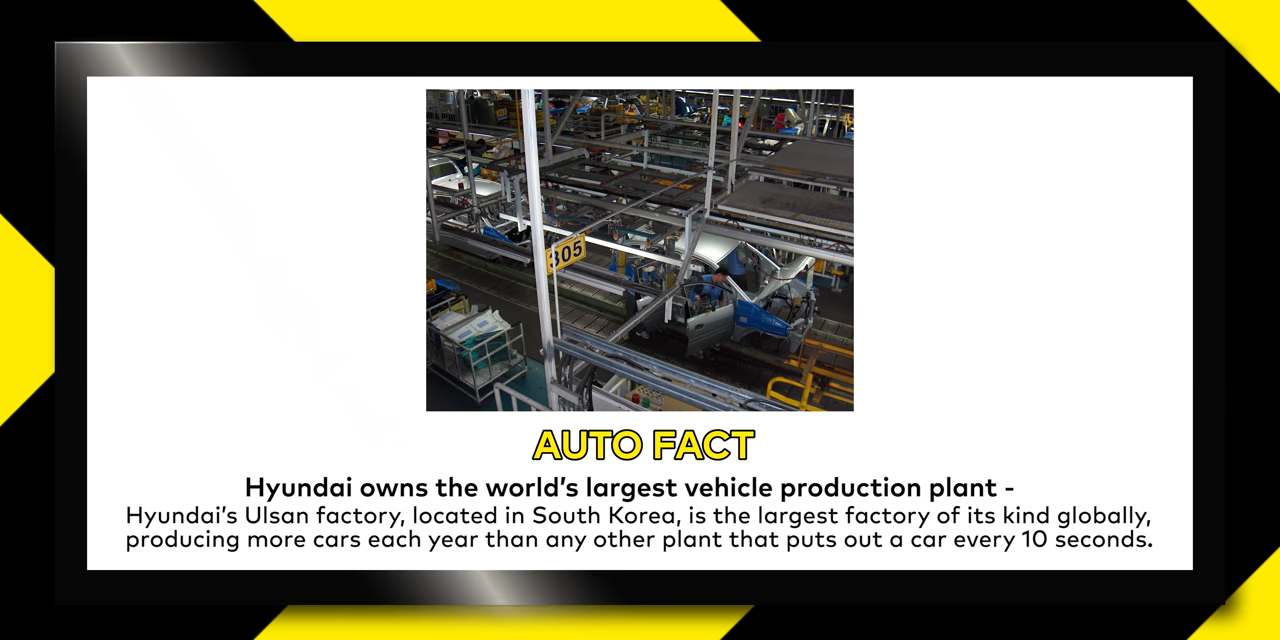 305
AUTO FACT
Hyundai owns the world's largest vehicle production plant -
Hyundai's Ulsan factory, located in South Korea, is the largest factory of its kind globally,
producing more cars each year than any other plant that puts out a car every 10 seconds.